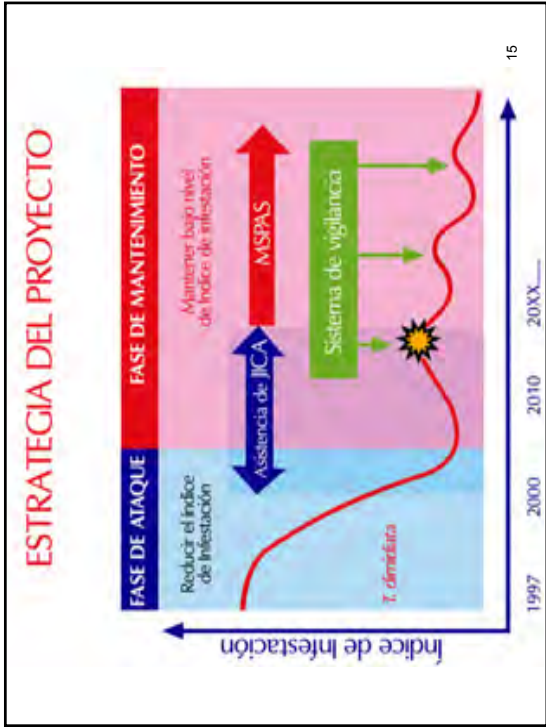 ESTRATEGIA DEL PROYECTO
FASE DE ATAQUE
FASE DE MANTENIMIENTO
Reducir el índice
de Infestación
Mantener bajo nivel
de Índice de infestación
Asistencia de JICA
MSPAS
Sistema de vigilancia
T. dimidiata
Índice de Infestación
1997
2000
2010
20XX___
15